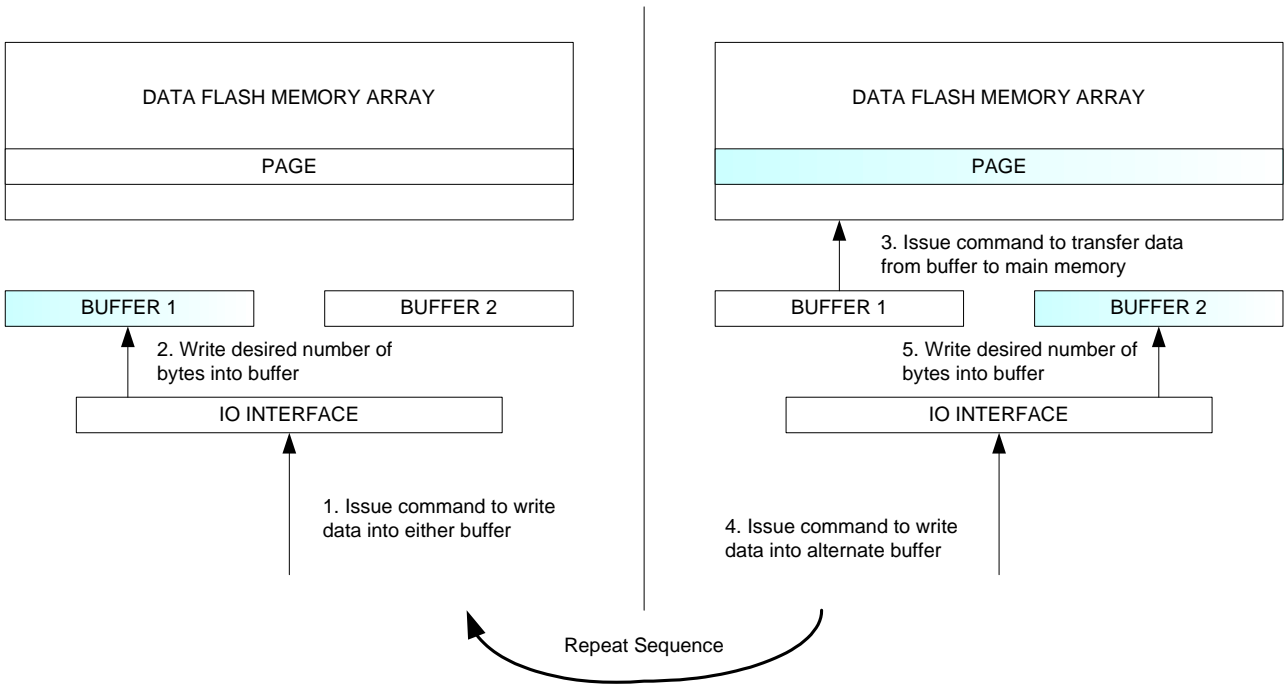 DATA FLASH MEMORY ARRAY
PAGE
BUFFER 1
BUFFER 2
2. Write desired number of
bytes into buffer
IO INTERFACE
1. Issue command to write
data into either buffer
DATA FLASH MEMORY ARRAY
PAGE
3. Issue command to transfer data
from buffer to main memory
BUFFER 1
BUFFER 2
5. Write desired number of
bytes into buffer
IO INTERFACE
4. Issue command to write
data into alternate buffer
Repeat Sequence